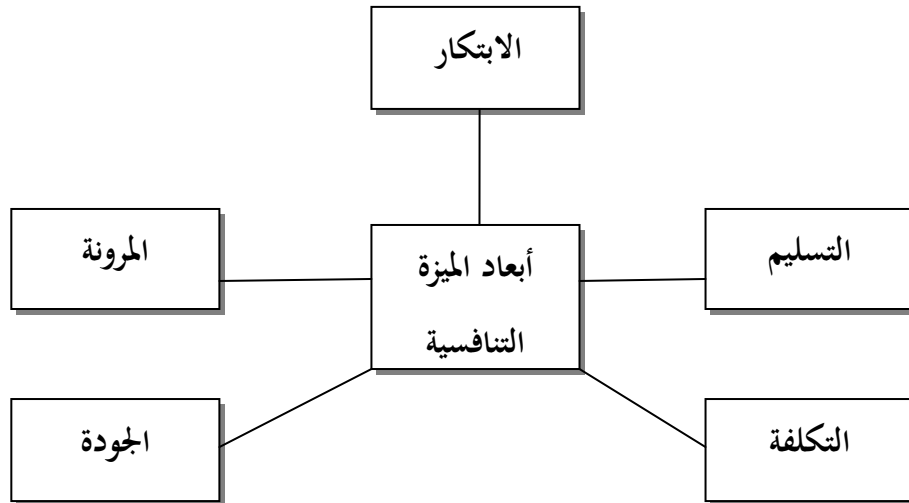 الابتكار
التسليم
أبعاد الميزة
التنافسية
المرونة
التكلفة
الجودة